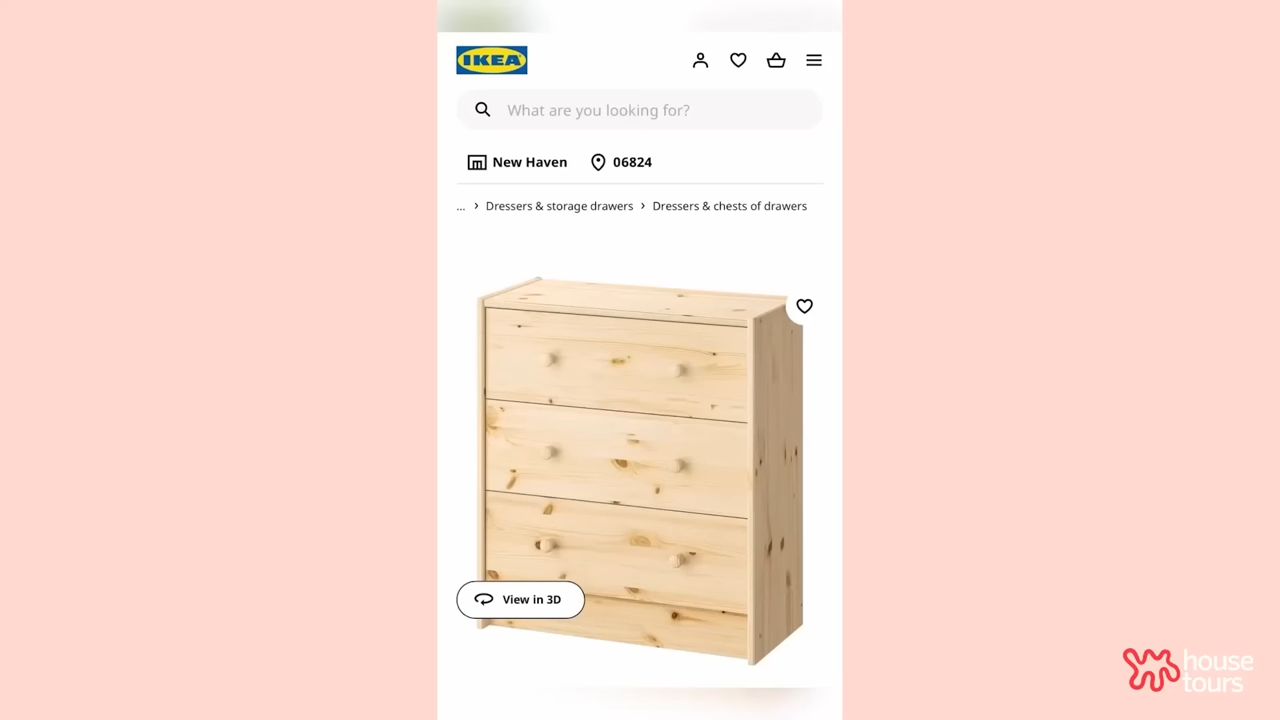 IKEA
What are you looking for?
New Haven 06824
... › Dressers & storage drawers › Dressers & chests of drawers
View in 3D
house
tours